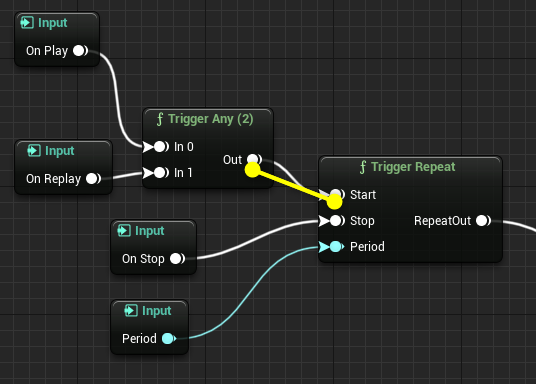 Input
On Play
Input
On Replay
ƒ Trigger Any (2)
In 0
Out
In 1
Input
On Stop
Input
Period
ƒ Trigger Repeat
Start
Stop
RepeatOut
Period